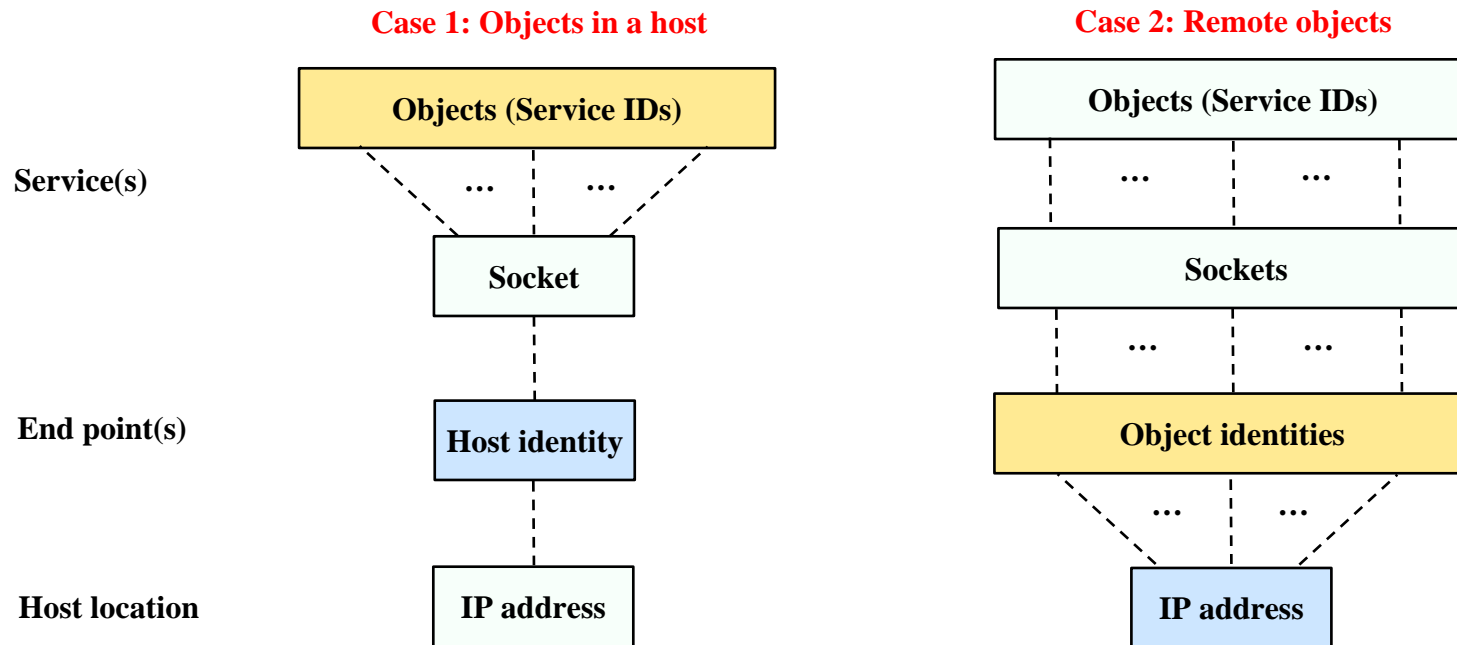 Case 1: Objects in a host
Case 2: Remote objects
Objects (Service IDs)
Objects (Service IDs)
Service(s)
... ...
... ...
Socket
Sockets
... ...
End point(s)
Host identity
Object identities
... ...
Host location
IP address
IP address